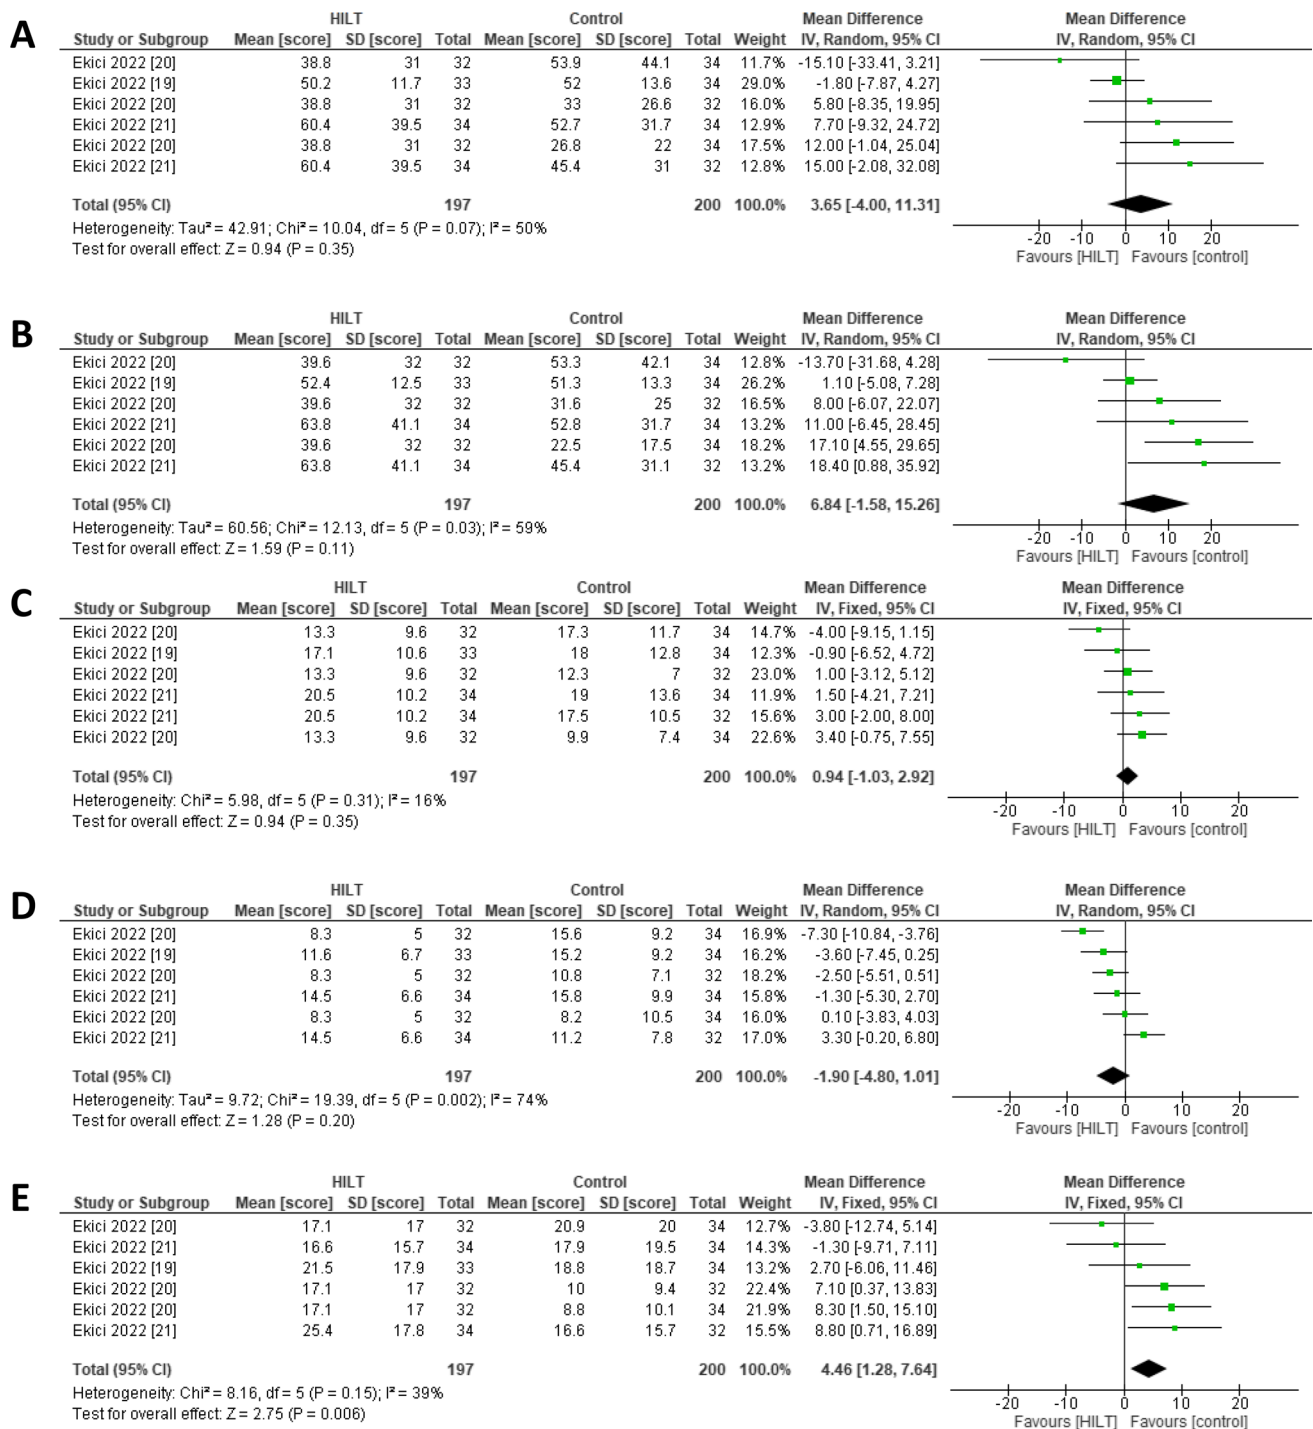 A
HILT Control Mean Difference Mean Difference
Study or Subgroup Mean [score] SD [score] Total Mean [score] SD [score] Total Weight IV, Random, 95% CI IV, Random, 95% CI
Ekici 2022 [20] 38.8 31 32 53.9 44.1 34 11.7% -15.10 [-33.41, 3.21]
Ekici 2022 [19] 50.2 11.7 33 52 13.6 34 29.0% -1.80 [-7.87, 4.27]
Ekici 2022 [20] 38.8 31 32 33 26.6 32 16.0% 5.80 [-8.35, 19.95]
Ekici 2022 [21] 60.4 39.5 34 52.7 31.7 34 12.9% 7.70 [-9.32, 24.72]
Ekici 2022 [20] 38.8 31 32 26.8 22 34 17.5% 12.00 [-1.04, 25.04]
Ekici 2022 [21] 60.4 39.5 34 45.4 31 32 12.8% 15.00 [-2.08, 32.08]
Total (95% CI) 197 200 100.0% 3.65 [-4.00, 11.31]
Heterogeneity: Tau² = 42.91; Chi² = 10.04, df = 5 (P = 0.07); I² = 50%
Test for overall effect: Z = 0.94 (P = 0.35)
-20 -10 0 10 20
Favours [HILT] Favours [control]
B
HILT Control Mean Difference Mean Difference
Study or Subgroup Mean [score] SD [score] Total Mean [score] SD [score] Total Weight IV, Random, 95% CI IV, Random, 95% CI
Ekici 2022 [20] 39.6 32 32 53.3 42.1 34 12.8% -13.70 [-31.68, 4.28]
Ekici 2022 [19] 52.4 12.5 33 51.3 13.3 34 26.2% 1.10 [-5.08, 7.28]
Ekici 2022 [20] 39.6 32 32 31.6 25 32 16.5% 8.00 [-6.07, 22.07]
Ekici 2022 [21] 63.8 41.1 34 52.8 31.7 34 13.2% 11.00 [-6.45, 28.45]
Ekici 2022 [20] 39.6 32 32 22.5 17.5 34 18.2% 17.10 [4.55, 29.65]
Ekici 2022 [21] 63.8 41.1 34 45.4 31.1 32 13.2% 18.40 [0.88, 35.92]
Total (95% CI) 197 200 100.0% 6.84 [-1.58, 15.26]
Heterogeneity: Tau² = 60.56; Chi² = 12.13, df = 5 (P = 0.03); I² = 59%
Test for overall effect: Z = 1.59 (P = 0.11)
-20 -10 0 10 20
Favours [HILT] Favours [control]
C
HILT Control Mean Difference Mean Difference
Study or Subgroup Mean [score] SD [score] Total Mean [score] SD [score] Total Weight IV, Fixed, 95% CI IV, Fixed, 95% CI
Ekici 2022 [20] 13.3 9.6 32 17.3 11.7 34 14.7% -4.00 [-9.15, 1.15]
Ekici 2022 [19] 17.1 10.6 33 18 12.8 34 12.3% -0.90 [-6.52, 4.72]
Ekici 2022 [20] 13.3 9.6 32 12.3 7 32 23.0% 1.00 [-3.12, 5.12]
Ekici 2022 [21] 20.5 10.2 34 19 13.6 34 11.9% 1.50 [-4.21, 7.21]
Ekici 2022 [21] 20.5 10.2 34 17.5 10.5 32 15.6% 3.00 [-2.00, 8.00]
Ekici 2022 [20] 13.3 9.6 32 9.9 7.4 34 22.6% 3.40 [-0.75, 7.55]
Total (95% CI) 197 200 100.0% 0.94 [-1.03, 2.92]
Heterogeneity: Chi² = 5.98, df = 5 (P = 0.31); I² = 16%
Test for overall effect: Z = 0.94 (P = 0.35)
-20 -10 0 10 20
Favours [HILT] Favours [control]
D
HILT Control Mean Difference Mean Difference
Study or Subgroup Mean [score] SD [score] Total Mean [score] SD [score] Total Weight IV, Random, 95% CI IV, Random, 95% CI
Ekici 2022 [20] 8.3 5 32 15.6 9.2 34 16.9% -7.30 [-10.84, -3.76]
Ekici 2022 [19] 11.6 6.7 33 15.2 9.2 34 16.2% -3.60 [-7.45, 0.25]
Ekici 2022 [20] 8.3 5 32 10.8 7.1 32 18.2% -2.50 [-5.51, 0.51]
Ekici 2022 [21] 14.5 6.6 34 15.8 9.9 34 15.8% -1.30 [-5.30, 2.70]
Ekici 2022 [20] 8.3 5 32 8.2 10.5 34 16.0% 0.10 [-3.83, 4.03]
Ekici 2022 [21] 14.5 6.6 34 11.2 7.8 32 17.0% 3.30 [-0.20, 6.80]
Total (95% CI) 197 200 100.0% -1.90 [-4.80, 1.01]
Heterogeneity: Tau² = 9.72; Chi² = 19.39, df = 5 (P = 0.002); I² = 74%
Test for overall effect: Z = 1.28 (P = 0.20)
-20 -10 0 10 20
Favours [HILT] Favours [control]
E
HILT Control Mean Difference Mean Difference
Study or Subgroup Mean [score] SD [score] Total Mean [score] SD [score] Total Weight IV, Fixed, 95% CI IV, Fixed, 95% CI
Ekici 2022 [20] 17.1 17 32 20.9 20 34 12.7% -3.80 [-12.74, 5.14]
Ekici 2022 [21] 16.6 15.7 34 17.9 19.5 34 14.3% -1.30 [-9.71, 7.11]
Ekici 2022 [19] 21.5 17.9 33 18.8 18.7 34 13.2% 2.70 [-6.06, 11.46]
Ekici 2022 [20] 17.1 17 32 10 9.4 32 22.4% 7.10 [0.37, 13.83]
Ekici 2022 [20] 17.1 17 32 8.8 10.1 34 21.9% 8.30 [1.50, 15.10]
Ekici 2022 [21] 25.4 17.8 34 16.6 15.7 32 15.5% 8.80 [0.71, 16.89]
Total (95% CI) 197 200 100.0% 4.46 [1.28, 7.64]
Heterogeneity: Chi² = 8.16, df = 5 (P = 0.15); I² = 39%
Test for overall effect: Z = 2.75 (P = 0.006)
-20 -10 0 10 20
Favours [HILT] Favours [control]